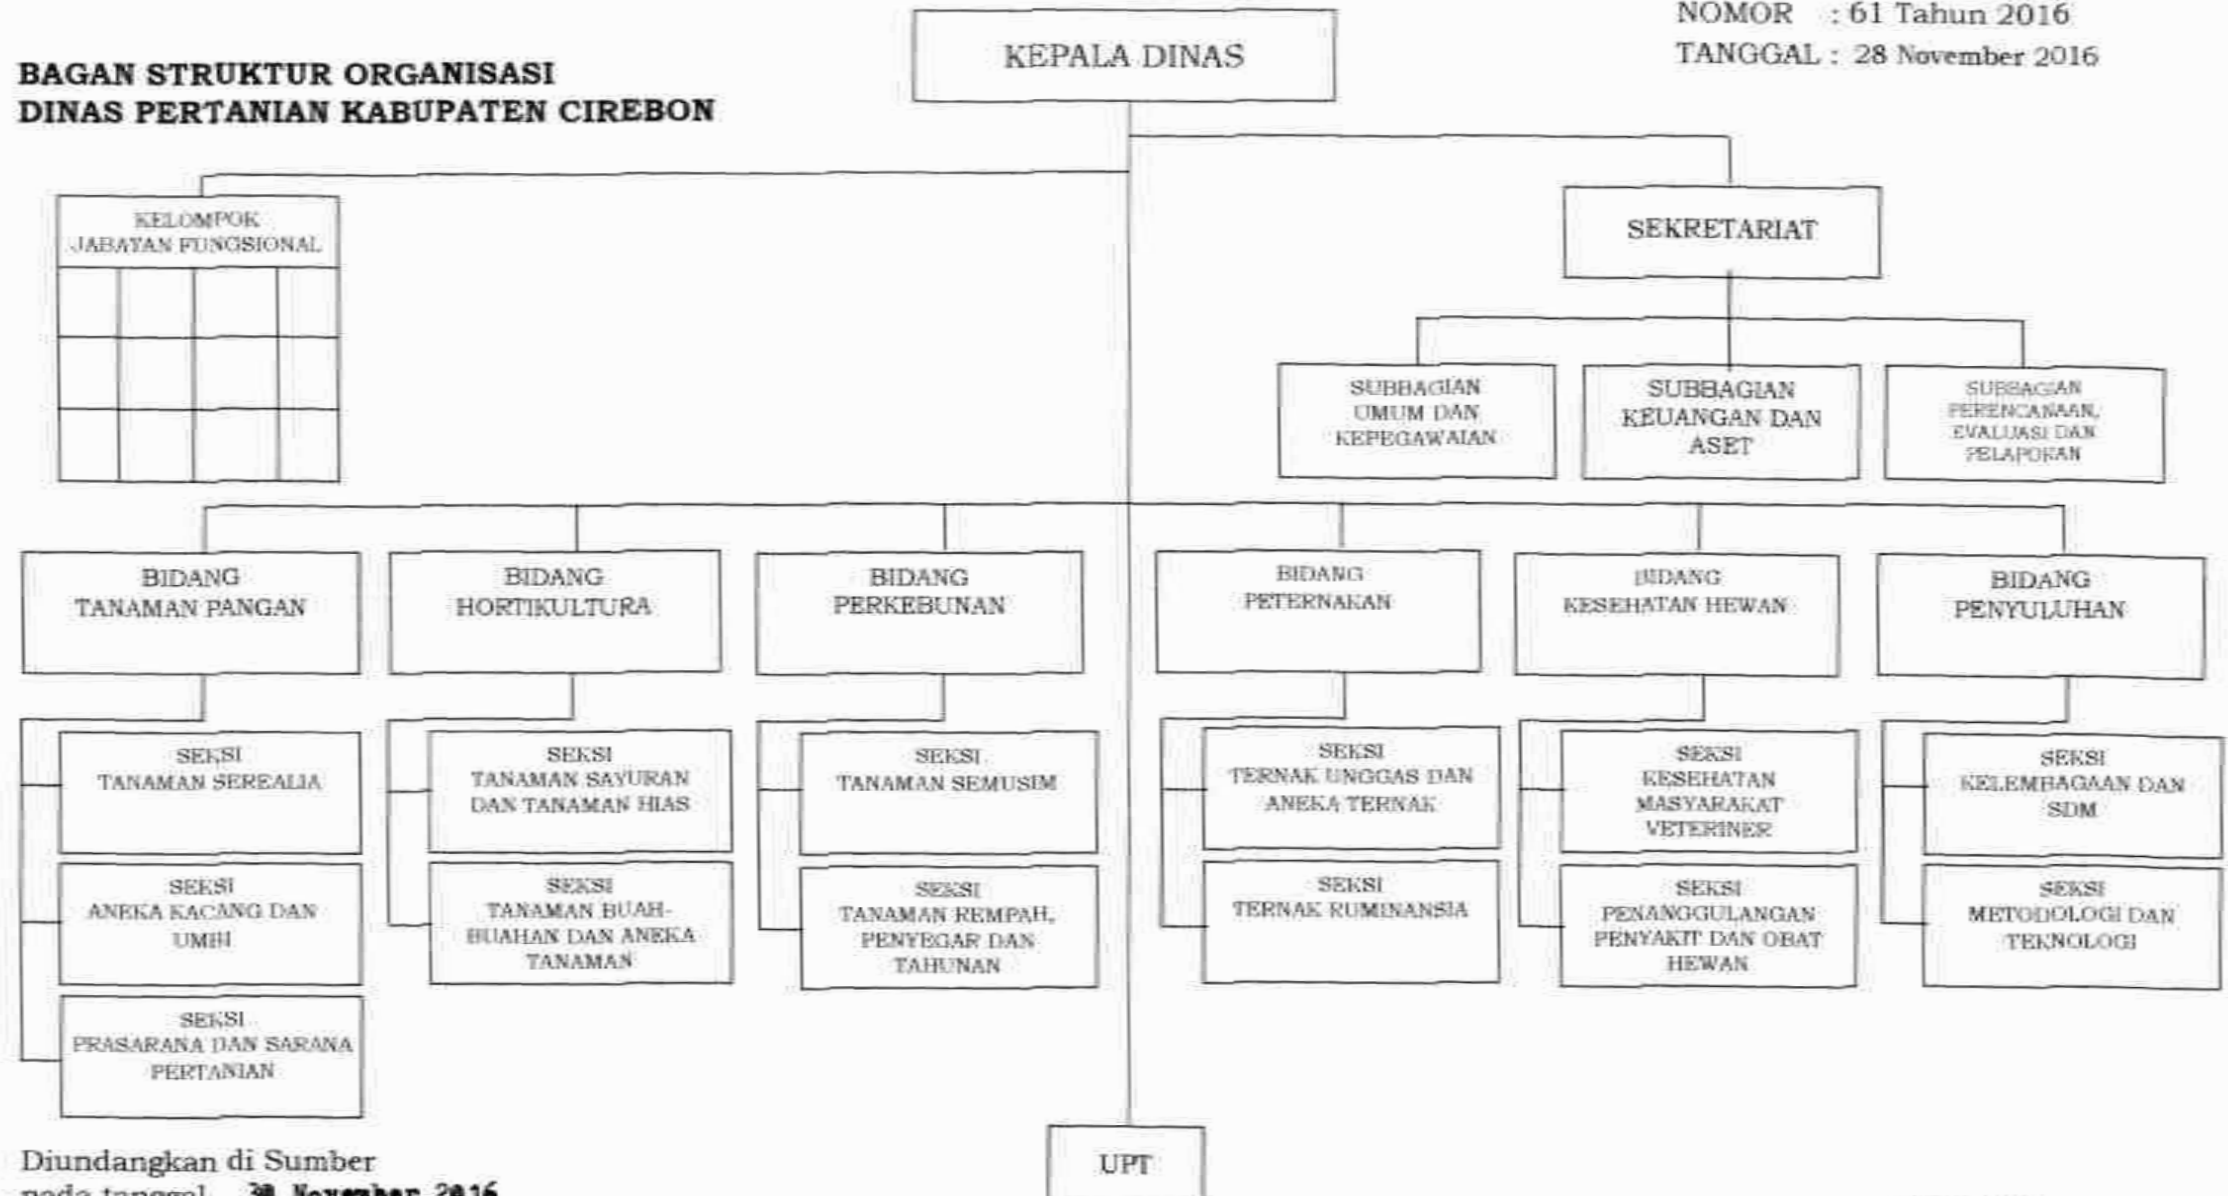 NOMOR : 61 Tahun 2016
TANGGAL : 28 November 2016
BAGAN STRUKTUR ORGANISASI
DINAS PERTANIAN KABUPATEN CIREBON
KEPALA DINAS
KELOMPOK
JABATAN FUNGSIONAL
SEKRETARIAT
SUBBAGIAN
UMUM DAN
KEPEGAWAIAN
SUBBAGIAN
KEUANGAN DAN
ASET
SUBBAGIAN
PERENCANAAN,
EVALUASI DAN
PELAPORAN
BIDANG
TANAMAN PANGAN
BIDANG
HORTIKULTURA
BIDANG
PERKEBUNAN
BIDANG
PETERNAKAN
BIDANG
KESEHATAN HEWAN
BIDANG
PENYULUHAN
SEKSI
TANAMAN SEREALIA
SEKSI
TANAMAN SAYURAN
DAN TANAMAN HIAS
SEKSI
TANAMAN SEMUSIM
SEKSI
TERNAK UNGGAS DAN
ANEKA TERNAK
SEKSI
KESEHATAN
MASYARAKAT
VETERINER
SEKSI
KELEMBAGAAN DAN
SDM
SEKSI
ANEKA KACANG DAN
UMBI
SEKSI
TANAMAN BUAH-
BUAHAN DAN ANEKA
TANAMAN
SEKSI
TANAMAN REMPAH,
PENYEGAR DAN
TAHUNAN
SEKSI
TERNAK RUMINANSIA
SEKSI
PENANGGULANGAN
PENYAKIT DAN OBAT
HEWAN
SEKSI
METODOLOGI DAN
TEKNOLOGI
SEKSI
PRASARANA DAN SARANA
PERTANIAN
UPT
Diundangkan di Sumber
pada tanggal 30 November 2016